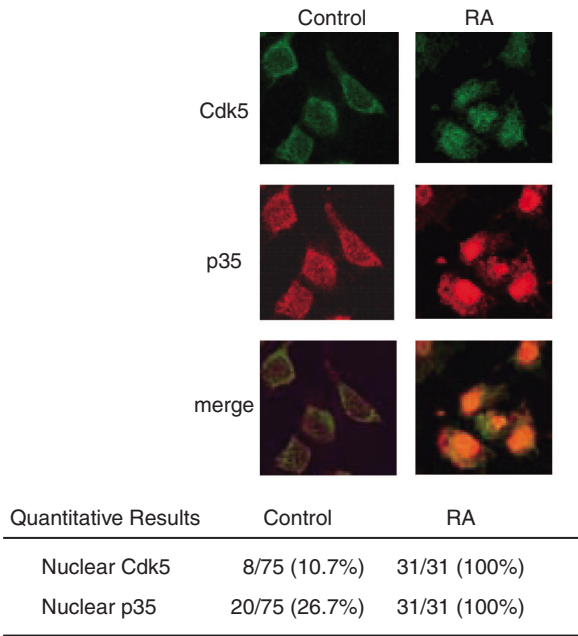 Control RA
Cdk5
p35
merge
Quantitative Results Control RA
Nuclear Cdk5 8/75 (10.7%) 31/31 (100%)
Nuclear p35 20/75 (26.7%) 31/31 (100%)